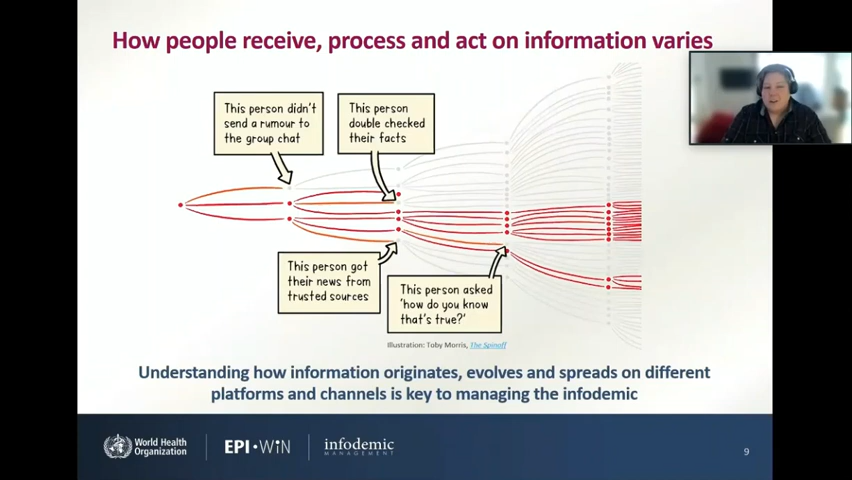 How people receive, process and act on information varies
This person didn't
send a rumour to
the group chat
This person
double checked
their facts
This person got
their news from
trusted sources
This person asked
'how do you know
that's true?'
Illustration: Toby Morris, The Spinoff
Understanding how information originates, evolves and spreads on different
platforms and channels is key to managing the infodemic
World Health
Organization
EPI·WiN
infodemic
MANAGEMENT
9